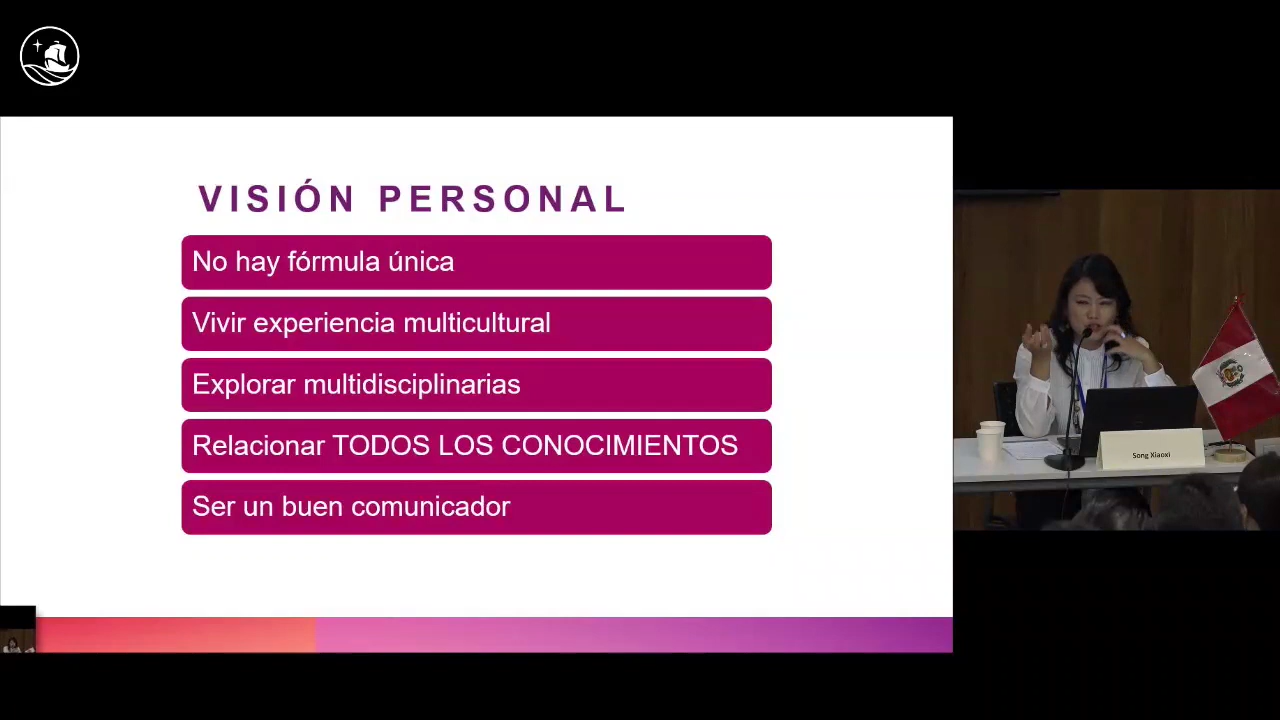 VISIÓN PERSONAL
No hay fórmula única
Vivir experiencia multicultural
Explorar multidisciplinarias
Relacionar TODOS LOS CONOCIMIENTOS
Ser un buen comunicador
Song Xiaoxi